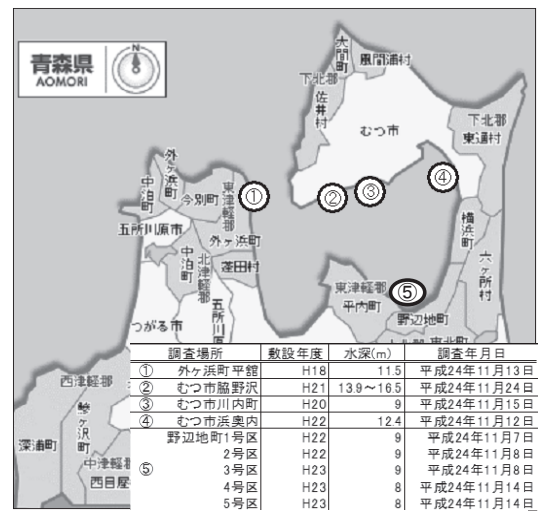 青森県
AOMORI
N
大間町
風間浦村
下北郡
佐井村
むつ市
下北郡
東通村
外ヶ浜町
中泊町
今別町
東津軽郡
①
②
③
④
横浜町
五所川原市
外ヶ浜町
中泊町
北津軽郡
蓬田村
六ヶ所村
五所川原
東津軽郡
平内町
⑤
野辺地町
つがる市
西津軽郡
鰺ヶ沢町
深浦町
中津軽郡
西目屋
調査場所 敷設年度 水深(m) 調査年月日
① 外ヶ浜町平舘 H18 11.5 平成24年11月13日
② むつ市脇野沢 H21 13.9～16.5 平成24年11月24日
③ むつ市川内町 H20 9 平成24年11月15日
④ むつ市浜奥内 H22 12.4 平成24年11月12日
野辺地町1号区 H22 9 平成24年11月7日
2号区 H22 9 平成24年11月8日
⑤ 3号区 H23 9 平成24年11月8日
4号区 H23 8 平成24年11月14日
5号区 H23 8 平成24年11月14日